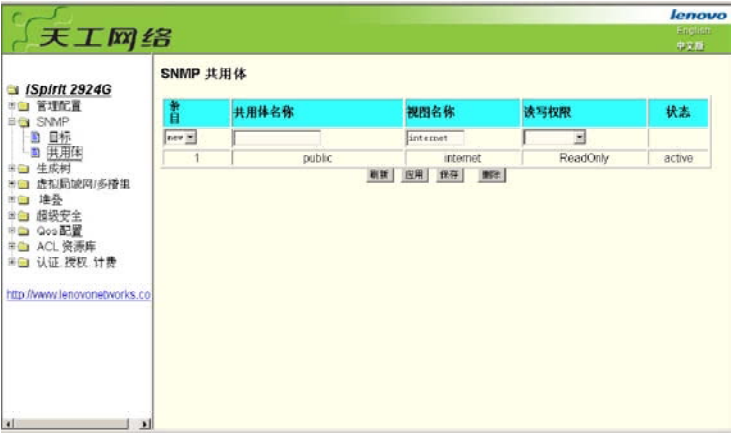 天工网络
lenovo
English
中文版
iSpirit 2924G
管理配置
SNMP
目标
共用体
生成树
虚拟局域网/多播组
堆叠
超级安全
Qos配置
ACL 资源库
认证 授权 计费
http://www.lenovonetworks.co
SNMP 共用体
条目 共用体名称 视图名称 读写权限 状态
new internet
1 public internet ReadOnly active
刷新 应用 保存 删除